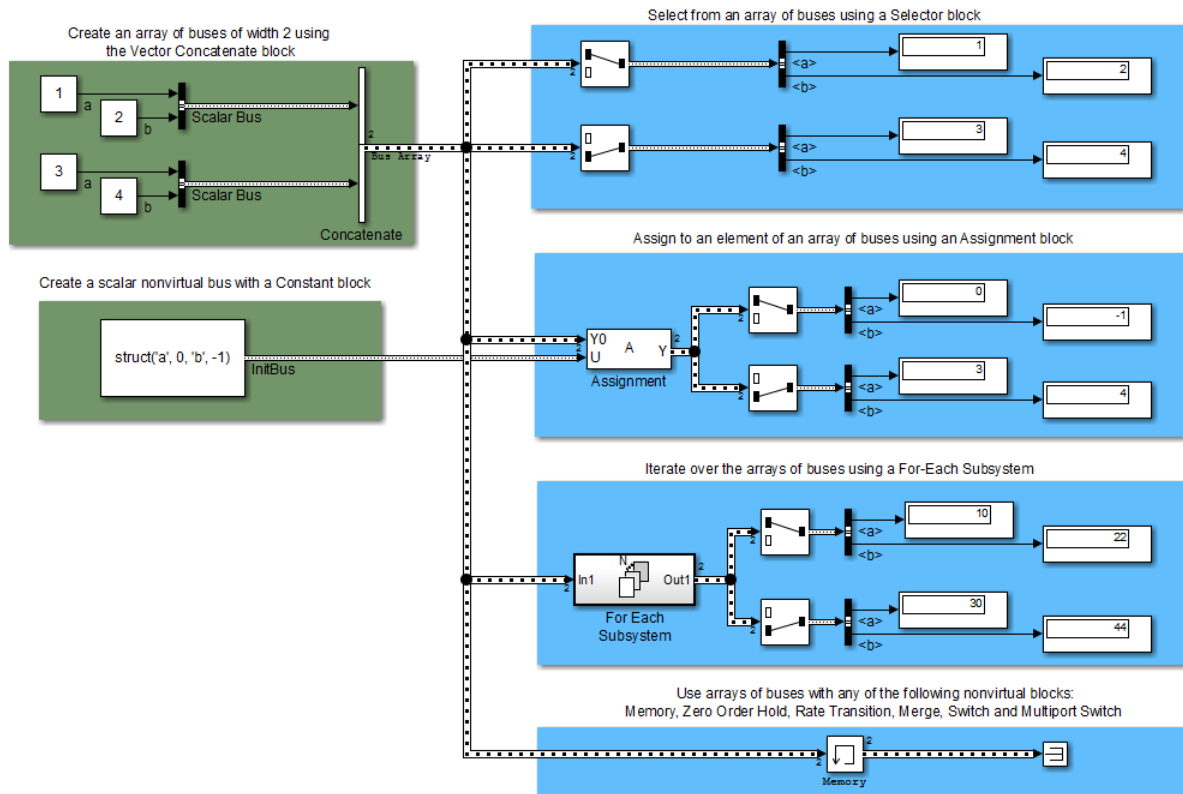 Create an array of buses of width 2 using
the Vector Concatenate block
1
a
2
b
Scalar Bus
3
a
4
b
Scalar Bus
2
Bus Array
Concatenate
Create a scalar nonvirtual bus with a Constant block
struct('a', 0, 'b', -1)
InitBus
Select from an array of buses using a Selector block
2
<a>
<b>
1
2
2
<a>
<b>
3
4
Assign to an element of an array of buses using an Assignment block
2
Y0
U
A
Y
2
Assignment
2
<a>
<b>
0
-1
2
<a>
<b>
3
4
Iterate over the arrays of buses using a For-Each Subsystem
2
In1
N
Out1
2
For Each
Subsystem
2
<a>
<b>
10
22
2
<a>
<b>
30
44
Use arrays of buses with any of the following nonvirtual blocks:
Memory, Zero Order Hold, Rate Transition, Merge, Switch and Multiport Switch
2
2
Memory